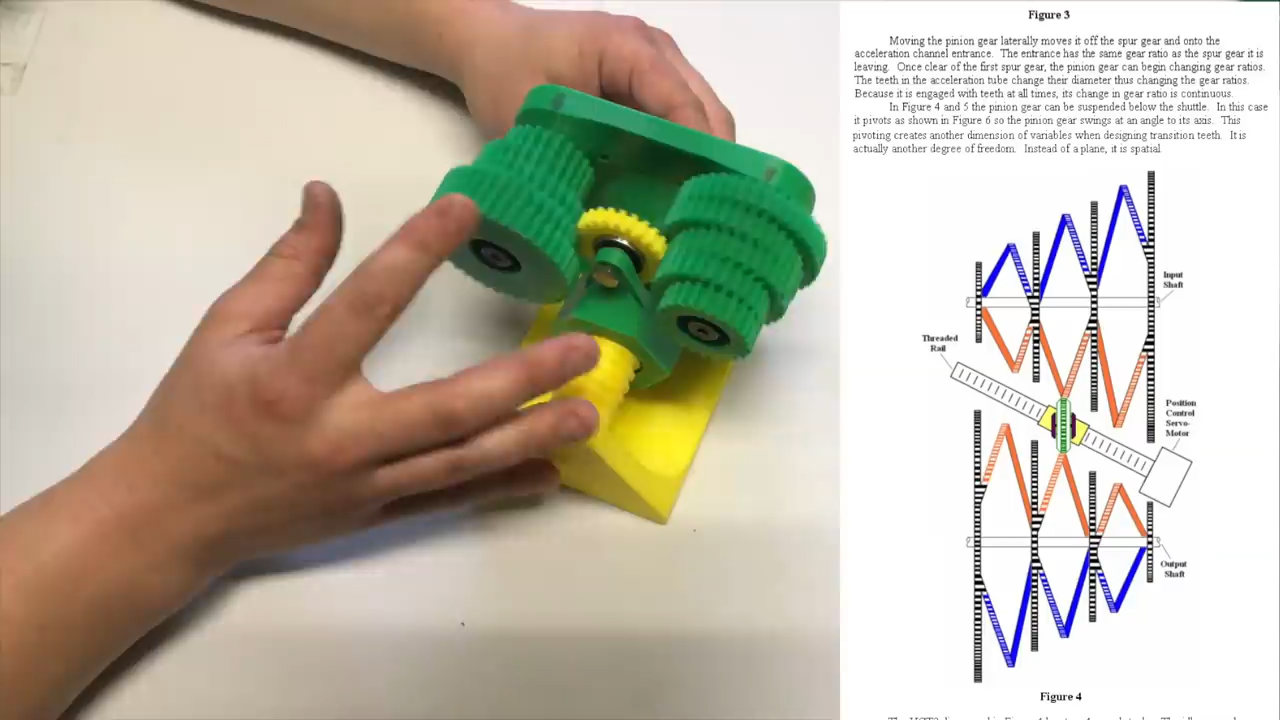 Figure 3
Moving the pinion gear laterally moves it off the spur gear and onto the
acceleration channel entrance. The entrance has the same gear ratio as the spur gear it is
leaving. Once clear of the first spur gear, the pinion gear can begin changing gear ratios.
The teeth in the acceleration tube change their diameter thus changing the gear ratios.
Because it is engaged with teeth at all times, its change in gear ratio is continuous.
In Figure 4 and 5 the pinion gear can be suspended below the shuttle. In this case
it pivots as shown in Figure 6 so the pinion gear swings at an angle to its axis. This
pivoting creates another dimension of variables when designing transition teeth. It is
actually another degree of freedom. Instead of a plane, it is spatial.
Input
Shaft
Threaded
Rail
Position
Control
Servo-
Motor
Output
Shaft
Figure 4